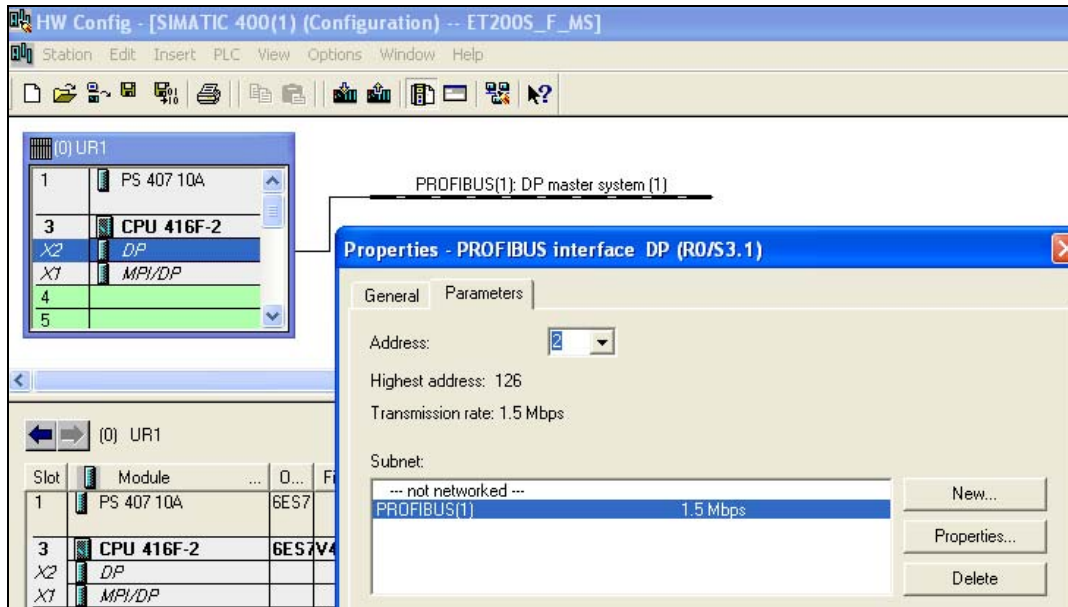 HW Config - [SIMATIC 400(1) (Configuration) -- ET200S_F_MS]
Station Edit Insert PLC View Options Window Help
(0) UR1
1 PS 407 10A
3 CPU 416F-2
X2 DP
X1 MPI/DP
4
5
PROFIBUS(1): DP master system (1)
Properties - PROFIBUS interface DP (R0/S3.1)
General Parameters
Address: 2
Highest address: 126
Transmission rate: 1.5 Mbps
Subnet:
--- not networked ---
PROFIBUS(1) 1.5 Mbps
New...
Properties...
Delete
(0) UR1
Slot Module ... O... Fi
1 PS 407 10A 6ES7
3 CPU 416F-2 6ES7 V4
X2 DP
X1 MPI/DP